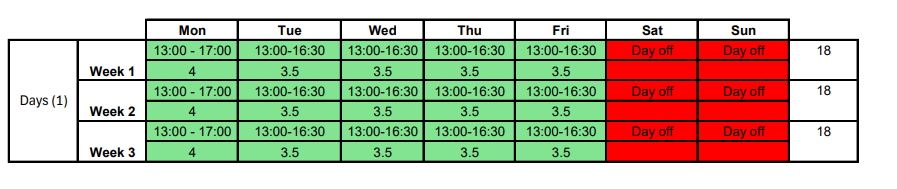 Mon Tue Wed Thu Fri Sat Sun
13:00 - 17:00 13:00-16:30 13:00-16:30 13:00-16:30 13:00-16:30 Day off Day off 18
Week 1 4 3.5 3.5 3.5 3.5
Days (1)
13:00 - 17:00 13:00-16:30 13:00-16:30 13:00-16:30 13:00-16:30 Day off Day off 18
Week 2 4 3.5 3.5 3.5 3.5
13:00 - 17:00 13:00-16:30 13:00-16:30 13:00-16:30 13:00-16:30 Day off Day off 18
Week 3 4 3.5 3.5 3.5 3.5